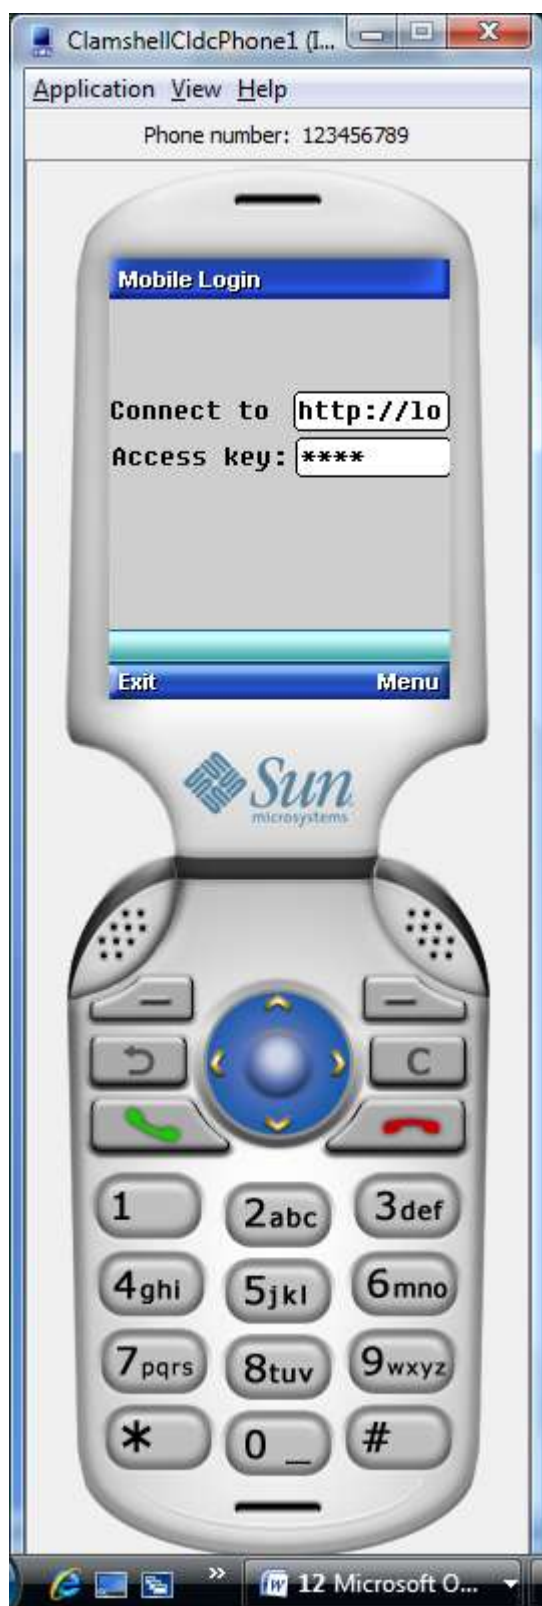 ClamshellCldcPhone1 (I...
Application View Help
Phone number: 123456789
Mobile Login
Connect to http://lo
Access key: ****
Exit Menu
Sun
microsystems
C
1 2abc 3def
4ghi 5jkl 6mno
7pqrs 8tuv 9wxyz
* 0 _ #
» 12 Microsoft O...